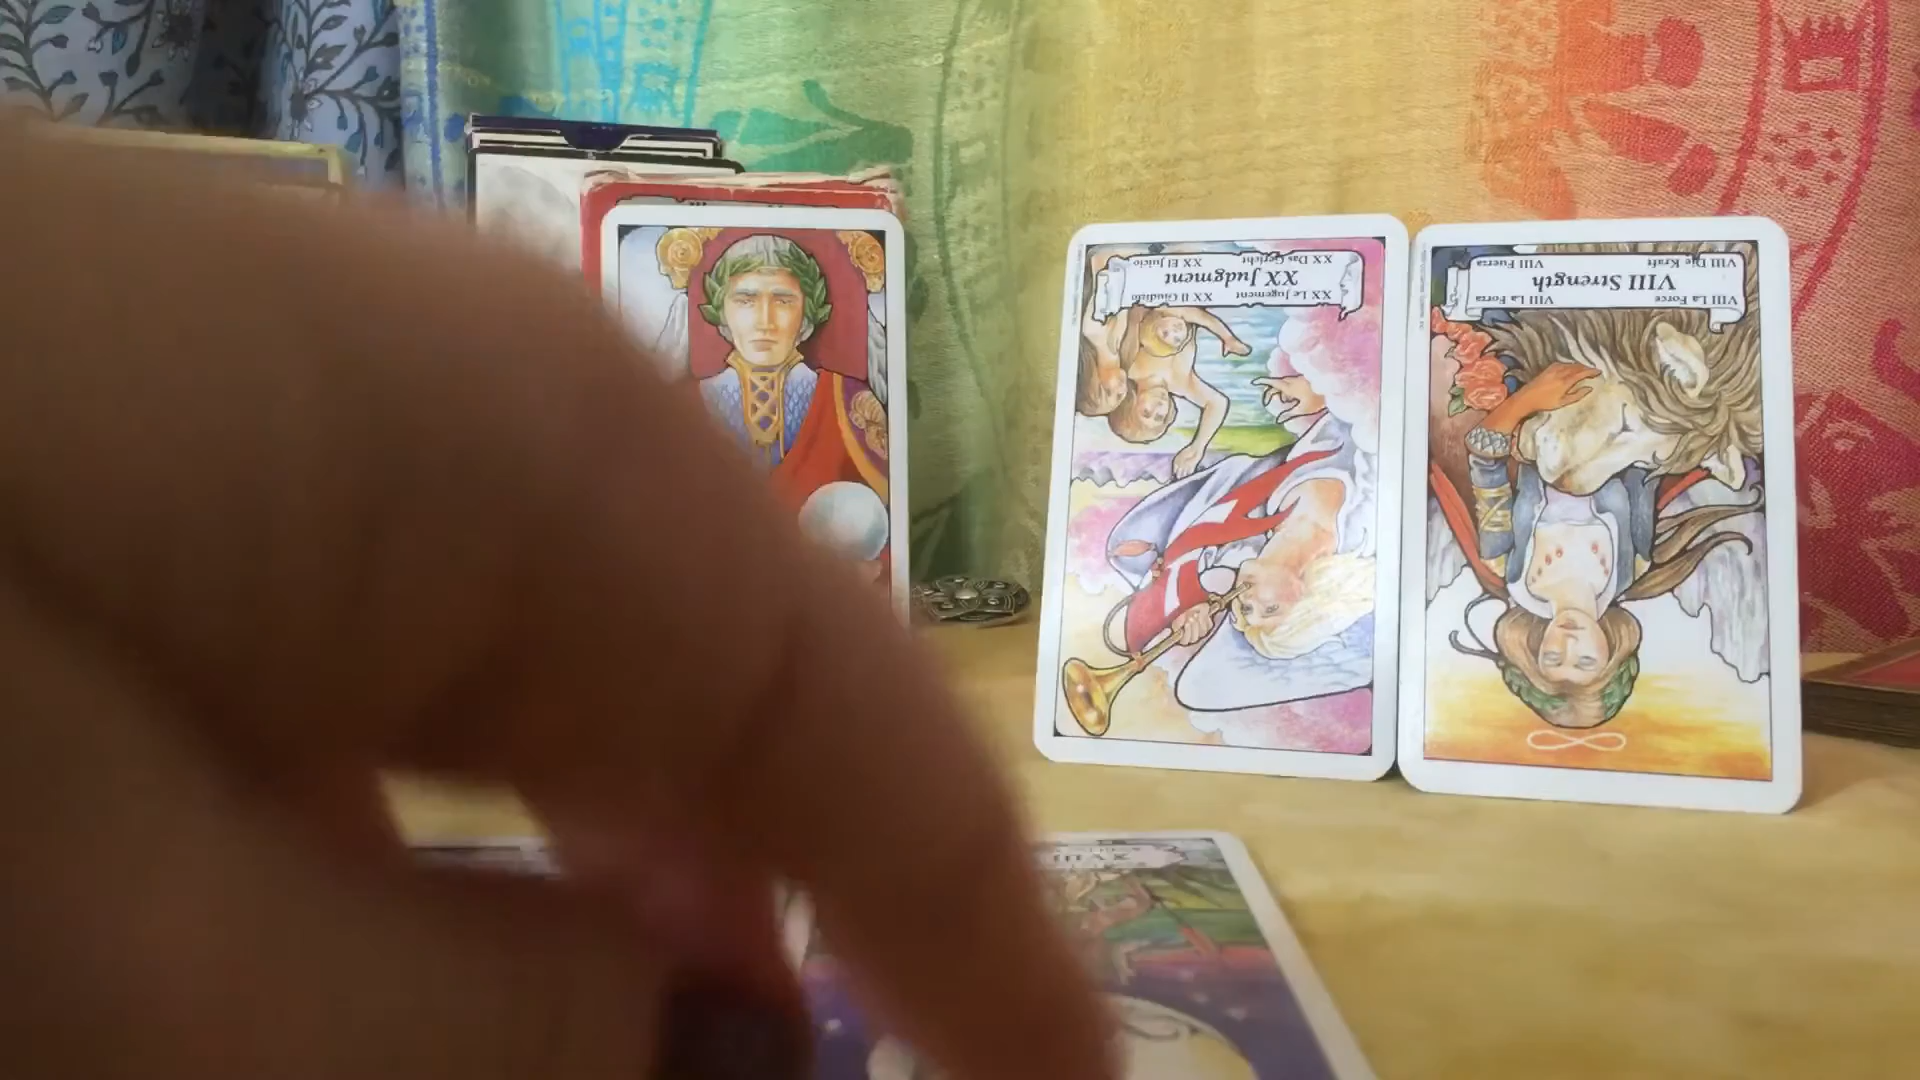 XX Le Jugement XX Il Giudizio
XX Judgment
XX Das Gericht XX El Juicio
VIII La Force VIII La Forza
VIII Strength
VIII Die Kraft VIII Fuerza